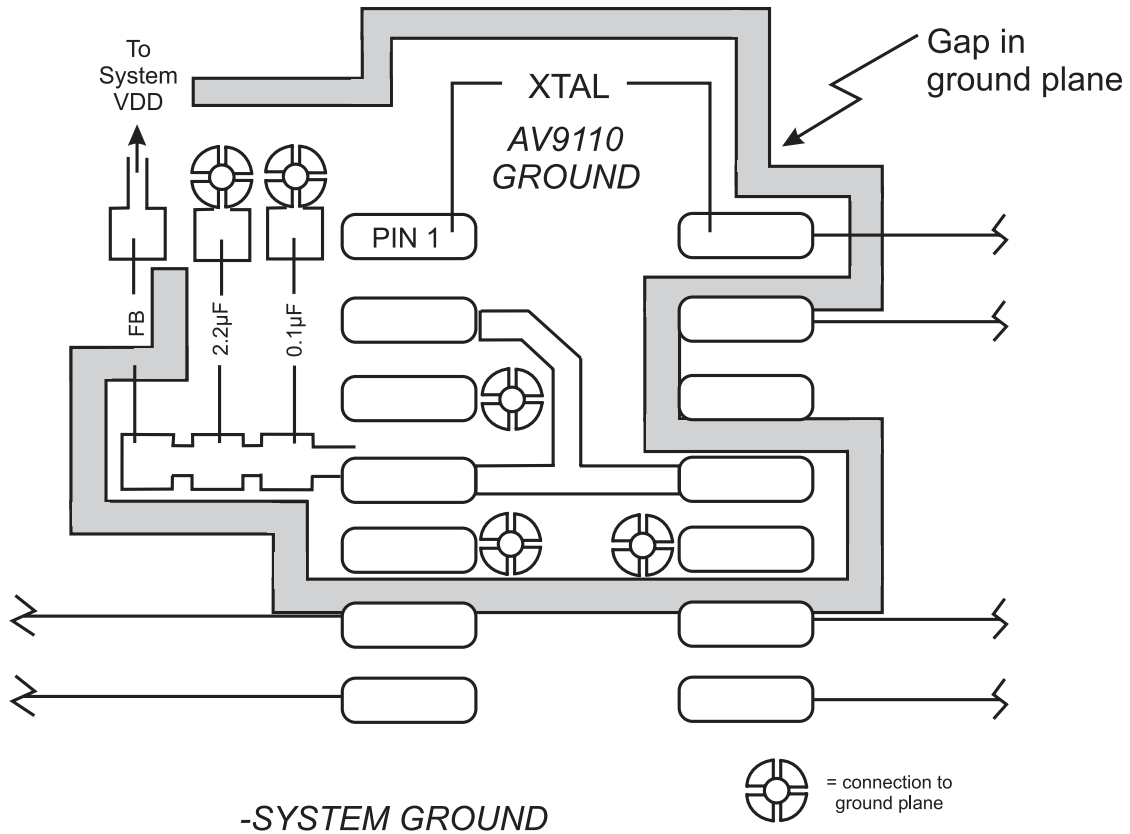 To
System
VDD
XTAL
Gap in
ground plane
AV9110
GROUND
PIN 1
FB
2.2µF
0.1µF
= connection to
ground plane
-SYSTEM GROUND